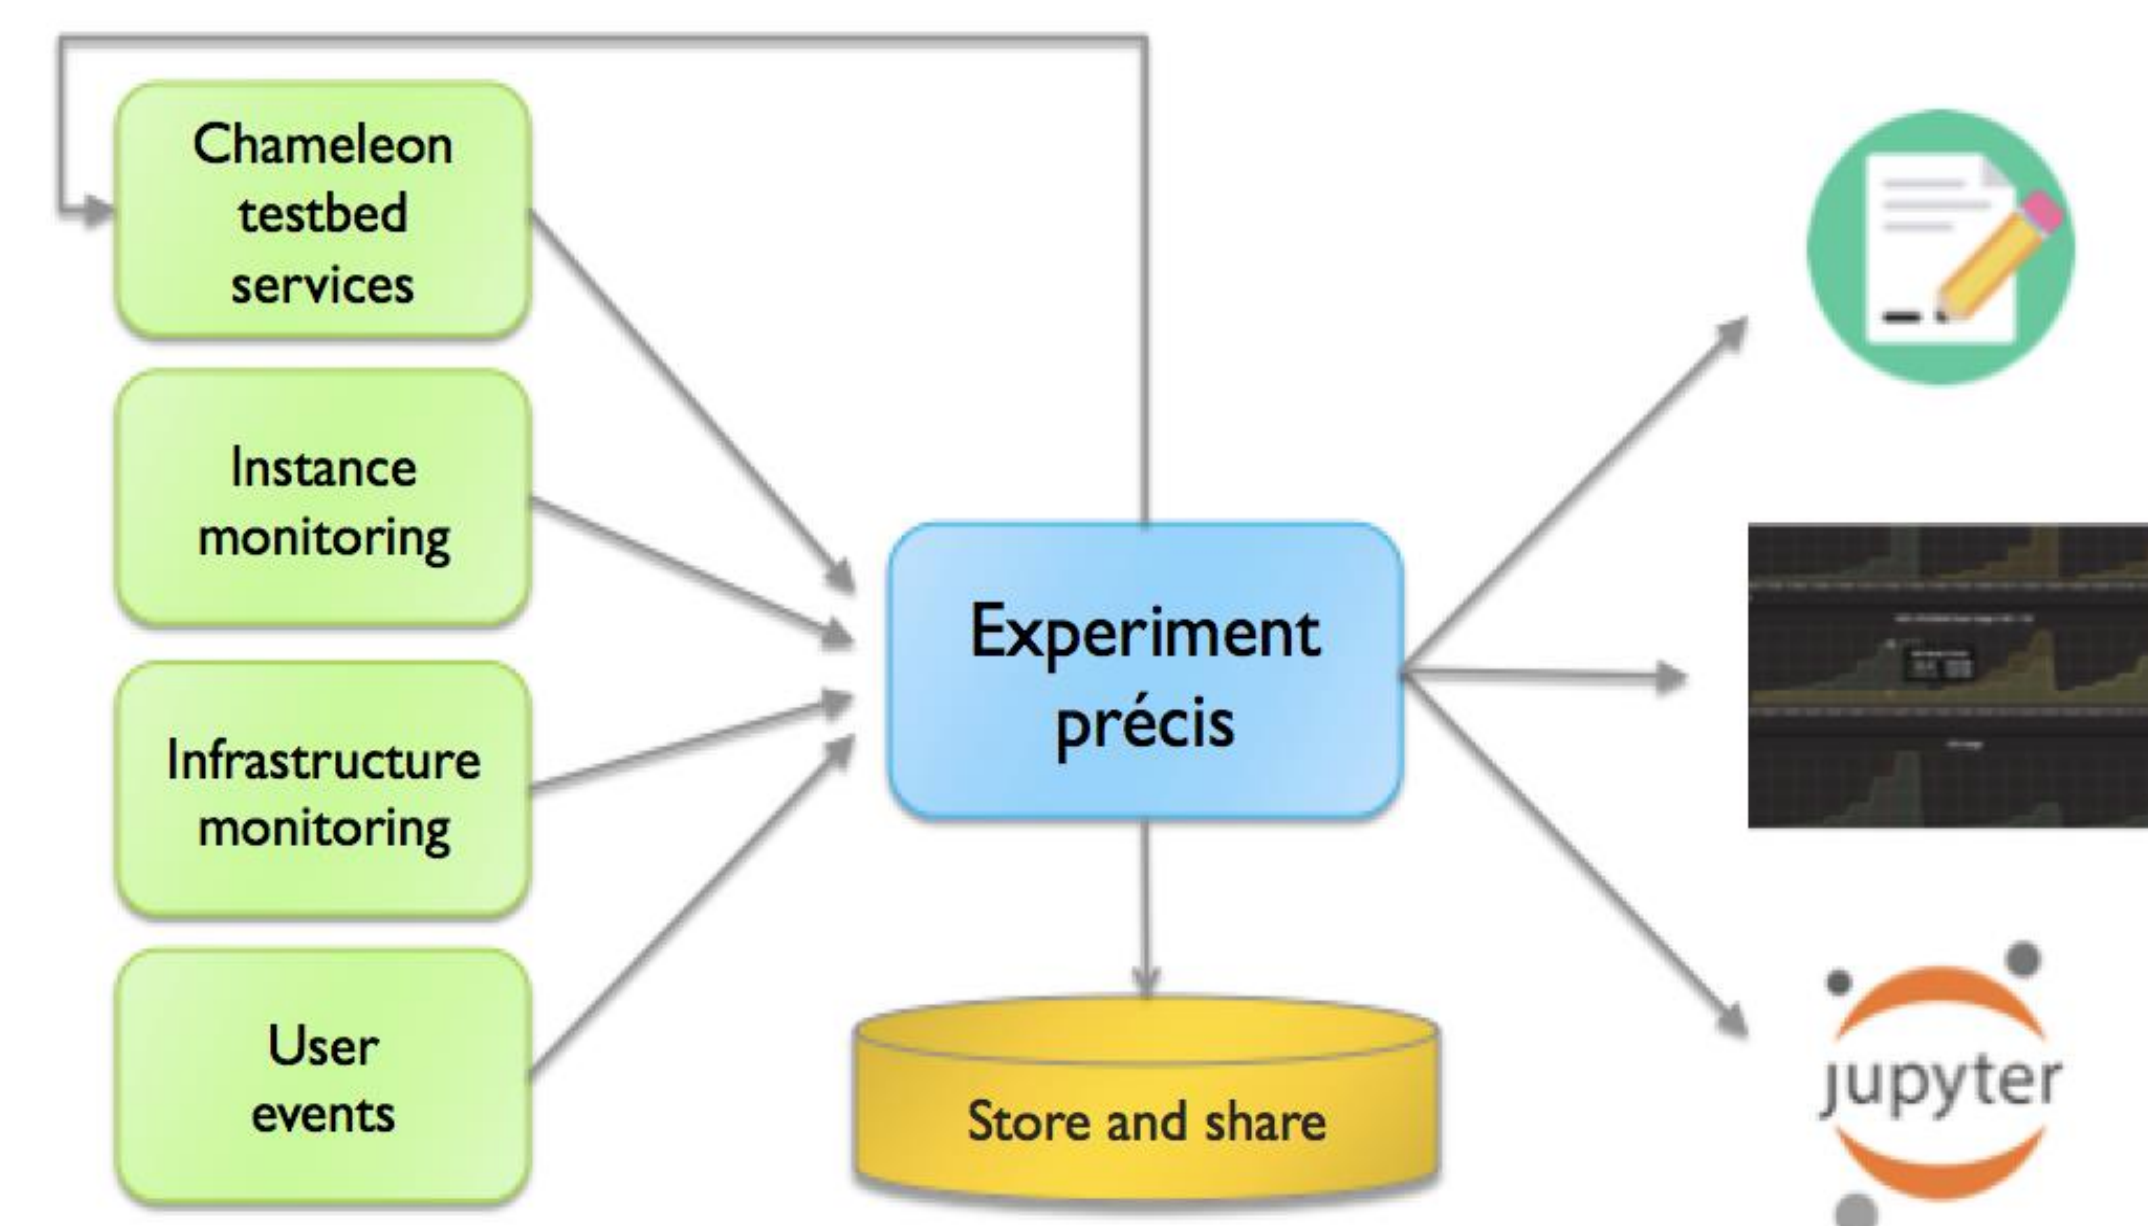 Chameleon
testbed
services
Instance
monitoring
Infrastructure
monitoring
User
events
Experiment
précis
Store and share
jupyter